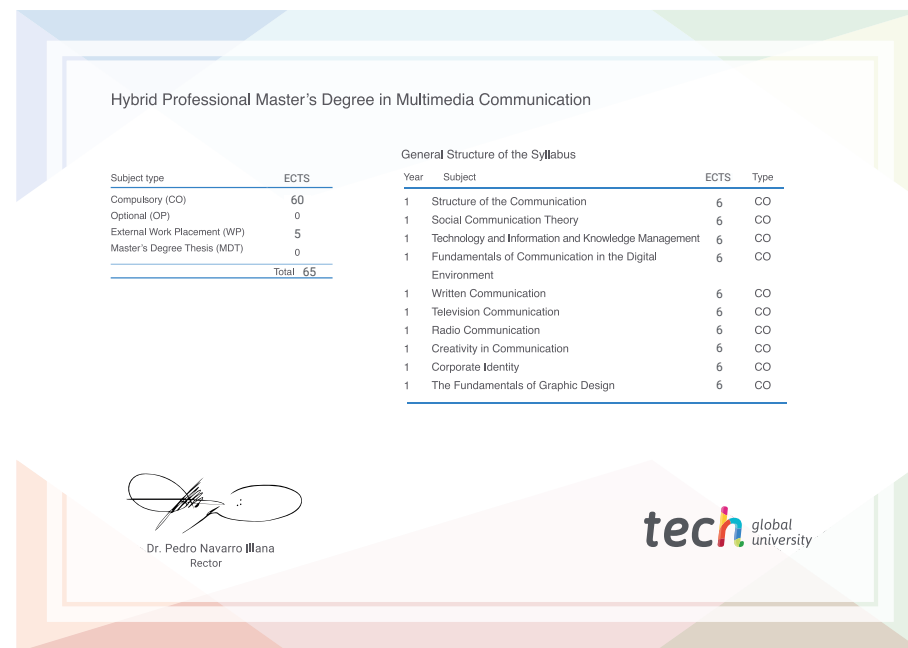 Hybrid Professional Master's Degree in Multimedia Communication
Subject type ECTS
Compulsory (CO) 60
Optional (OP) 0
External Work Placement (WP) 5
Master's Degree Thesis (MDT) 0
Total 65
General Structure of the Syllabus
Year Subject ECTS Type
1 Structure of the Communication 6 CO
1 Social Communication Theory 6 CO
1 Technology and Information and Knowledge Management 6 CO
1 Fundamentals of Communication in the Digital 6 CO
Environment
1 Written Communication 6 CO
1 Television Communication 6 CO
1 Radio Communication 6 CO
1 Creativity in Communication 6 CO
1 Corporate Identity 6 CO
1 The Fundamentals of Graphic Design 6 CO
Dr. Pedro Navarro Illana
Rector
tech global
university